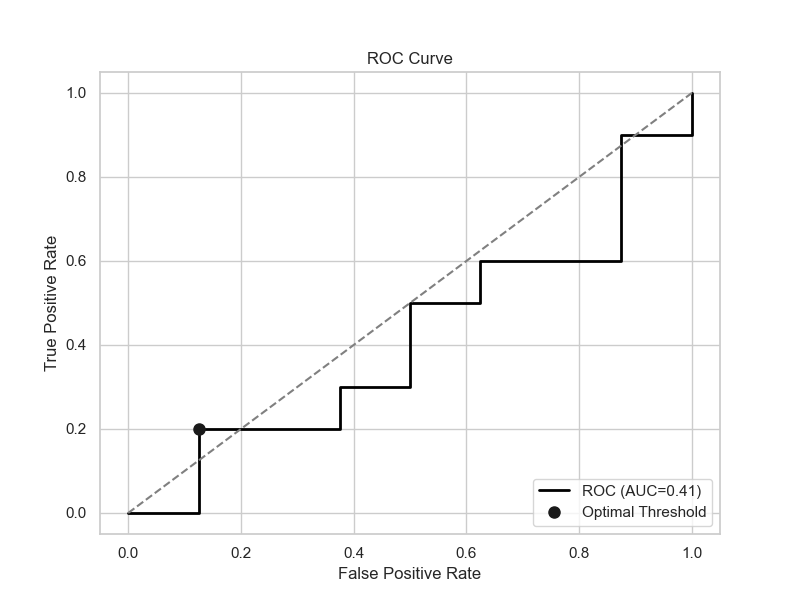 ROC Curve
True Positive Rate
1.0
0.8
0.6
0.4
0.2
0.0
0.0 0.2 0.4 0.6 0.8 1.0
False Positive Rate
ROC (AUC=0.41)
Optimal Threshold